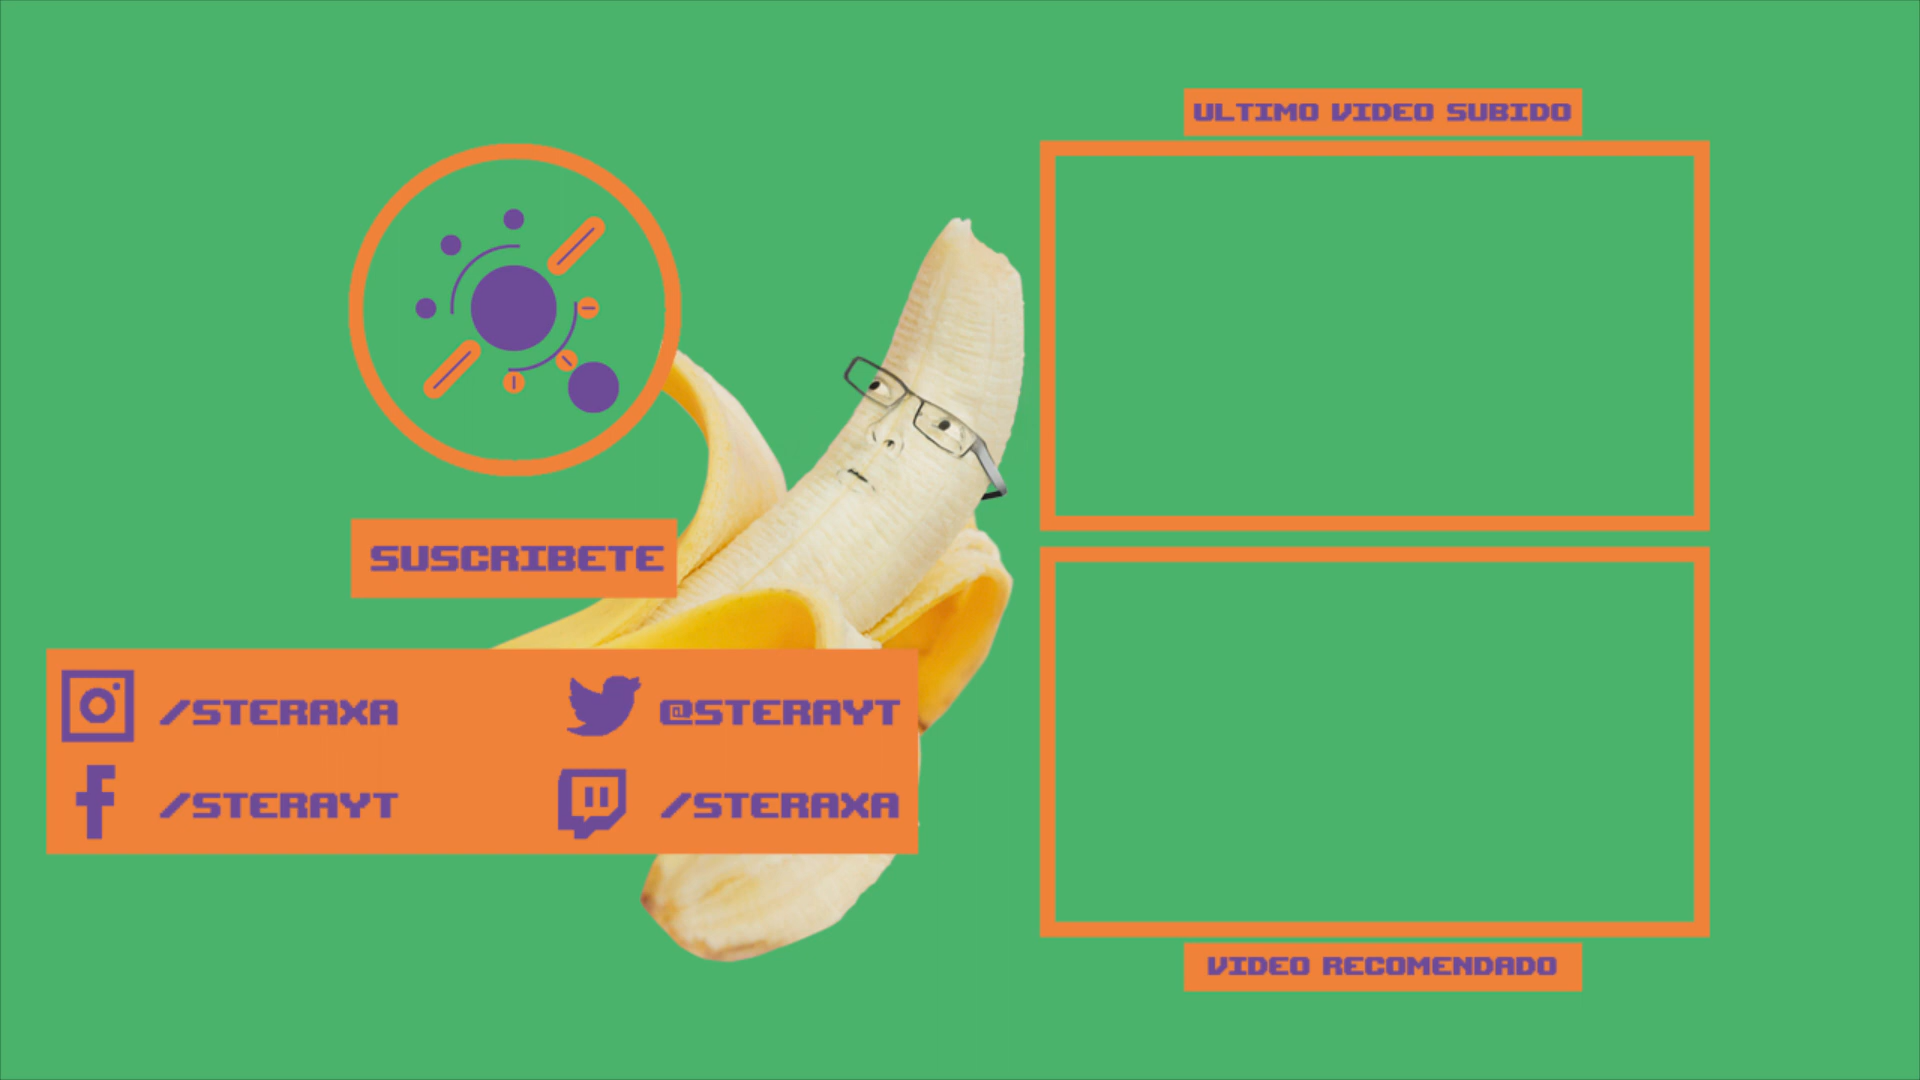 ULTIMO VIDEO SUBIDO
SUSCRIBETE
/STERAXA
@STERAYT
/STERAYT
/STERAXA
VIDEO RECOMENDADO